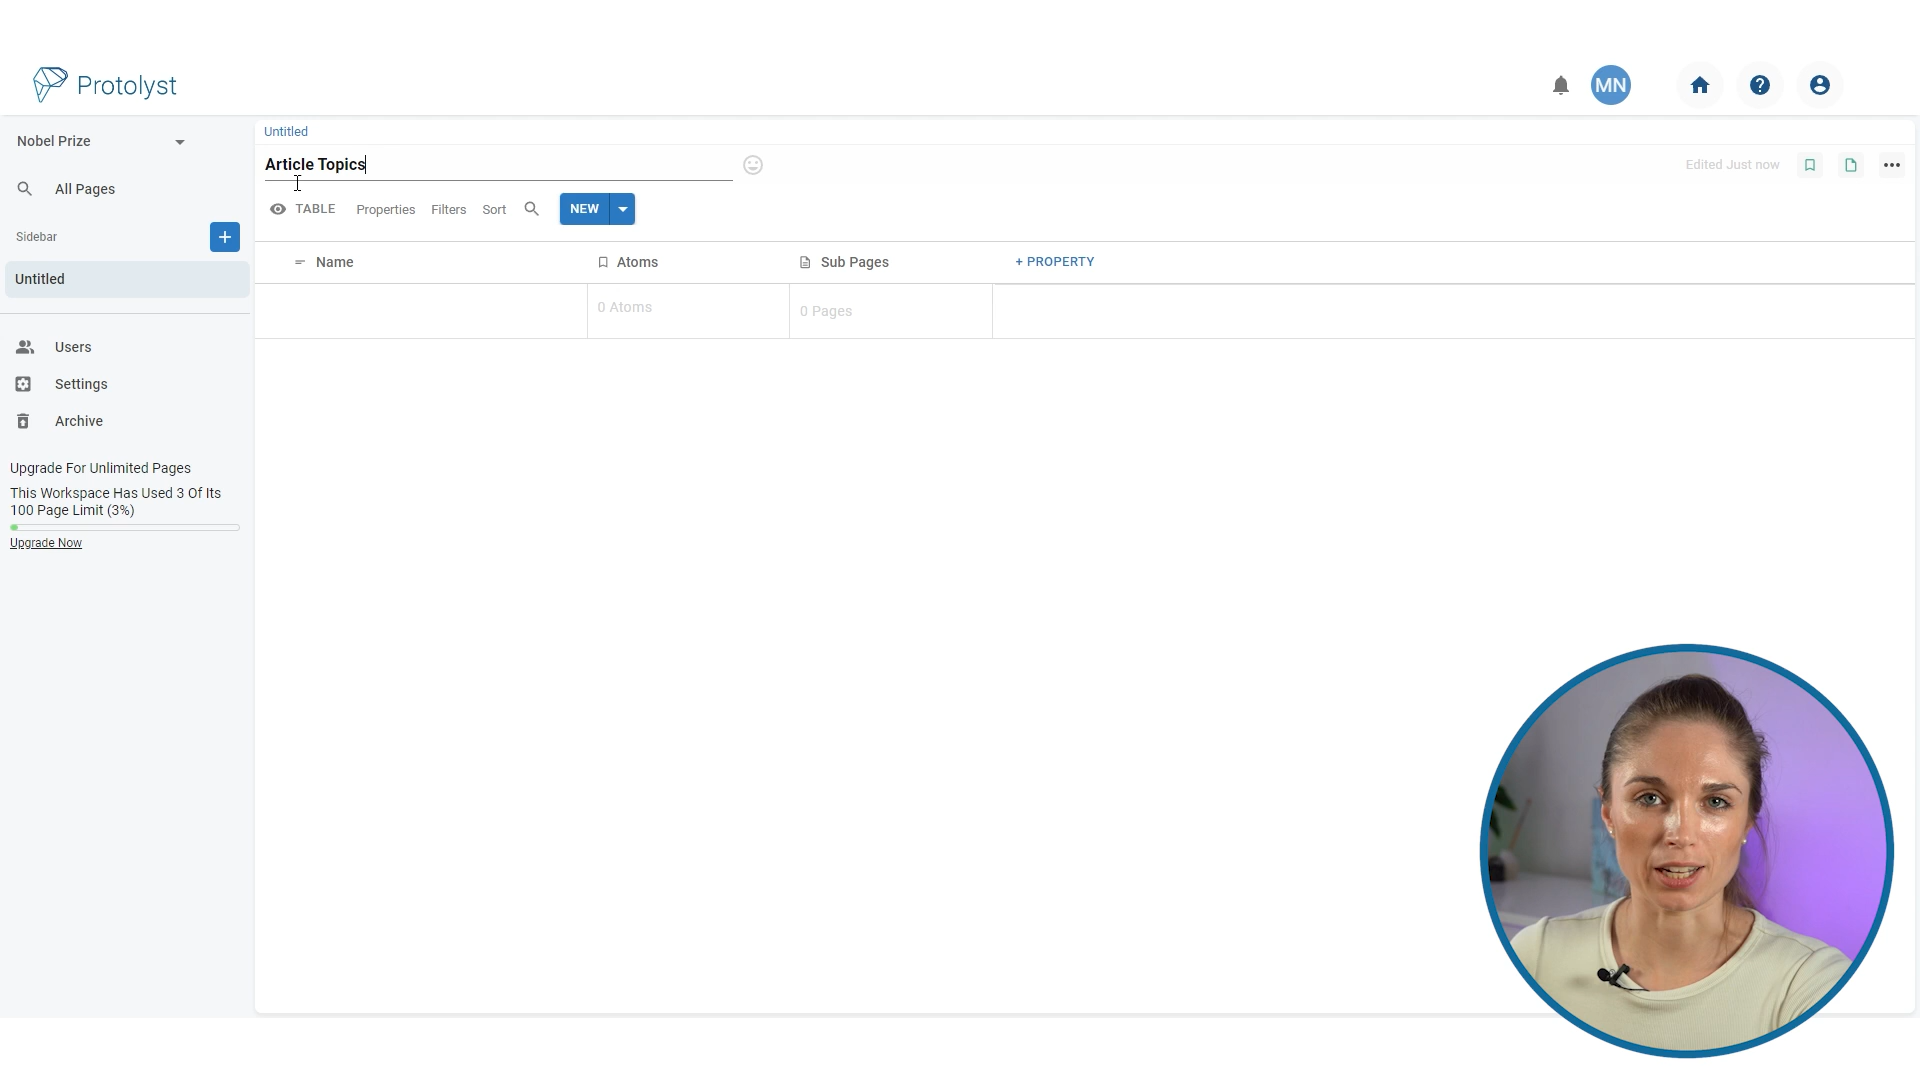 Protolyst
MN
Nobel Prize
All Pages
Sidebar
+
Untitled
Users
Settings
Archive
Upgrade For Unlimited Pages
This Workspace Has Used 3 Of Its
100 Page Limit (3%)
Upgrade Now
Untitled
Article Topics
Edited Just now
TABLE Properties Filters Sort NEW
Name Atoms Sub Pages + PROPERTY
0 Atoms 0 Pages